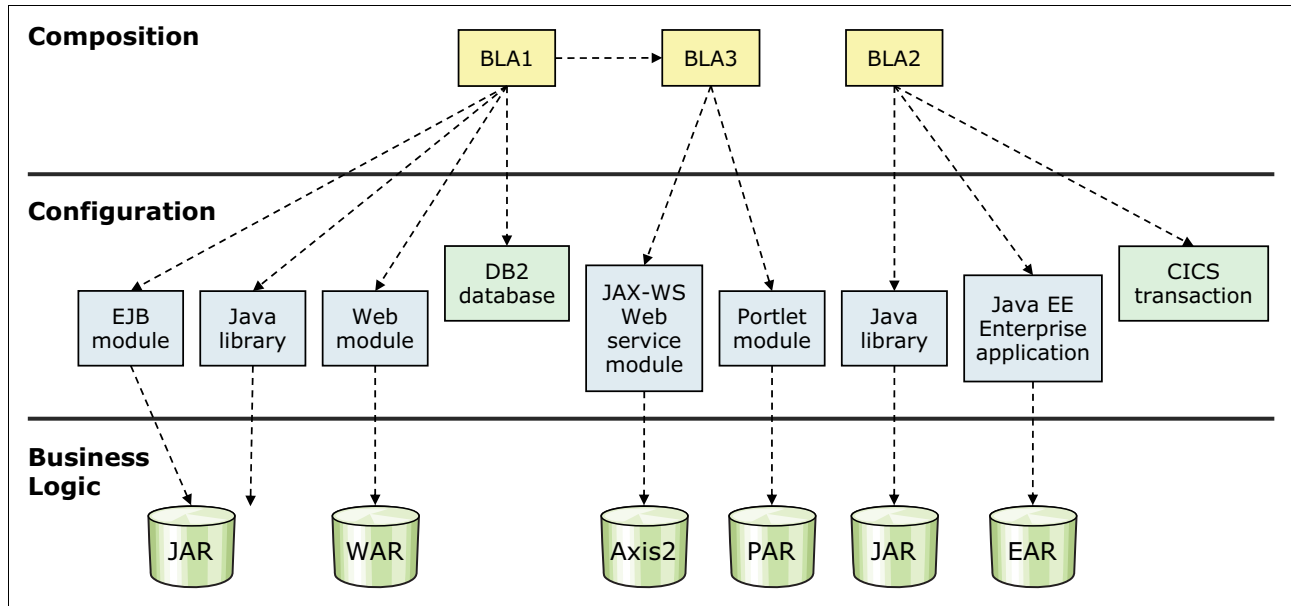 Composition
BLA1
BLA3
BLA2
Configuration
DB2
database
CICS
transaction
EJB
module
Java
library
Web
module
JAX-WS
Web
service
module
Portlet
module
Java
library
Java EE
Enterprise
application
Business
Logic
JAR
WAR
Axis2
PAR
JAR
EAR